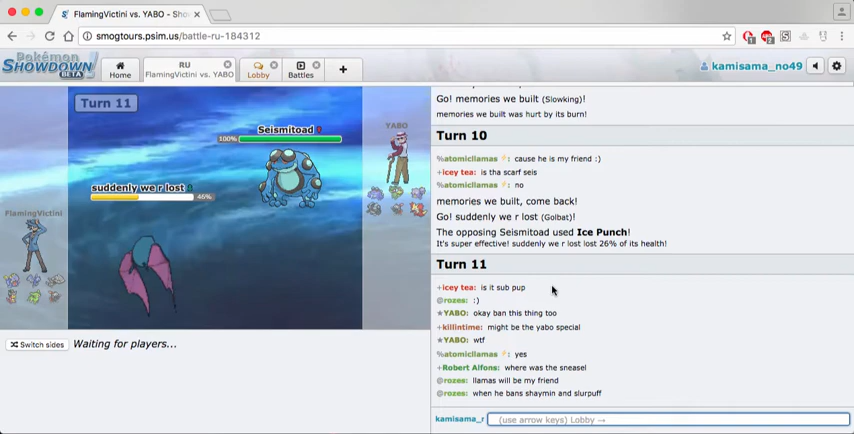 FlamingVictini vs. YABO - Sho
smogtours.psim.us/battle-ru-184312
Pokémon
SHOWDOWN
BETA
Home
RU
FlamingVictini vs. YABO
Lobby
Battles
kamisama_no49
Turn 11
Seismitoad
100%
YABO
suddenly we r lost
46%
FlamingVictini
Switch sides
Waiting for players...
Go! memories we built (Slowking)!
memories we built was hurt by its burn!
Turn 10
%atomicllamas: cause he is my friend :)
+icey tea: is tha scarf seis
%atomicllamas: no
memories we built, come back!
Go! suddenly we r lost (Golbat)!
The opposing Seismitoad used Ice Punch!
It's super effective! suddenly we r lost lost 26% of its health!
Turn 11
+icey tea: is it sub pup
@rozes: :)
★YABO: okay ban this thing too
+killintime: might be the yabo special
★YABO: wtf
%atomicllamas: yes
+Robert Alfons: where was the sneasel
@rozes: llamas will be my friend
@rozes: when he bans shaymin and slurpuff
kamisama_r
(use arrow keys) Lobby →